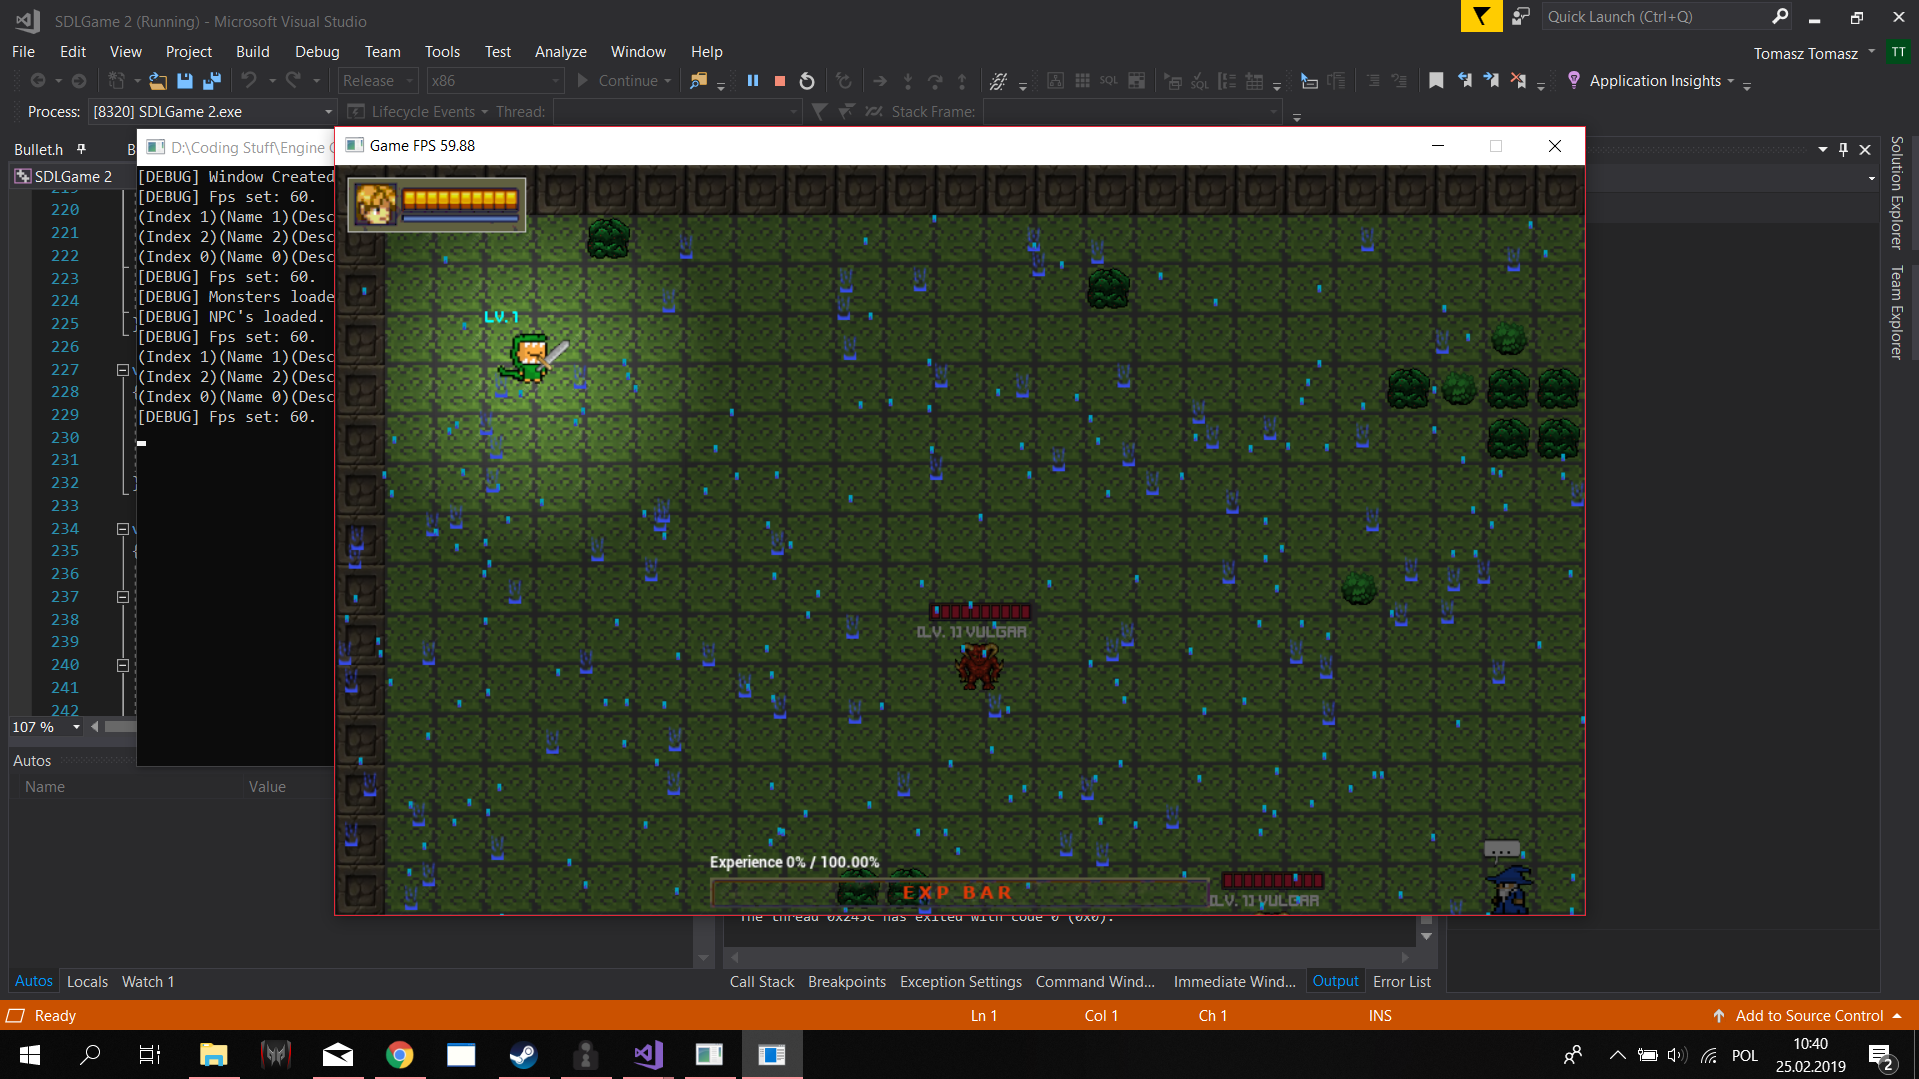 SDLGame 2 (Running) - Microsoft Visual Studio
Quick Launch (Ctrl+Q)
File Edit View Project Build Debug Team Tools Test Analyze Window Help
Tomasz Tomasz TT
Release x86 Continue SQL SQL Application Insights
Process: [8320] SDLGame 2.exe Lifecycle Events Thread: Stack Frame:
Bullet.h
D:\Coding Stuff\Engine
Game FPS 59.88
SDLGame 2
[DEBUG] Window Created
[DEBUG] Fps set: 60.
(Index 1)(Name 1)(Desc
(Index 2)(Name 2)(Desc
(Index 0)(Name 0)(Desc
[DEBUG] Fps set: 60.
[DEBUG] Monsters loade
[DEBUG] NPC's loaded.
[DEBUG] Fps set: 60.
(Index 1)(Name 1)(Desc
(Index 2)(Name 2)(Desc
(Index 0)(Name 0)(Desc
[DEBUG] Fps set: 60.
219
220
221
222
223
224
225
226
227
228
229
230
231
232
233
234
235
236
237
238
239
240
241
242
107 %
LV.1
[LV. 1] VULGAR
...
Experience 0% / 100.00%
EXP BAR
[LV. 1] VULGAR
Solution Explorer
Team Explorer
Autos
Name Value
The thread 0x245c has exited with code 0 (0x0).
Autos Locals Watch 1
Call Stack Breakpoints Exception Settings Command Wind... Immediate Wind... Output Error List
Ready Ln 1 Col 1 Ch 1 INS Add to Source Control
POL
10:40
25.02.2019
2